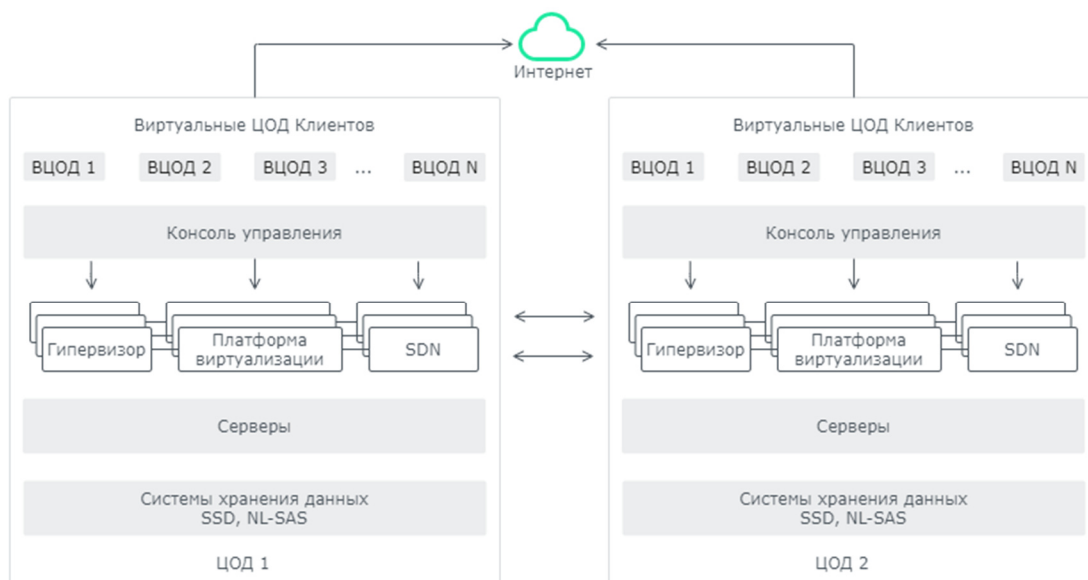 Интернет
Виртуальные ЦОД Клиентов
ВЦОД 1 ВЦОД 2 ВЦОД 3 ... ВЦОД N
Консоль управления
Гипервизор
Платформа
виртуализации
SDN
Серверы
Системы хранения данных
SSD, NL-SAS
ЦОД 1
Виртуальные ЦОД Клиентов
ВЦОД 1 ВЦОД 2 ВЦОД 3 ... ВЦОД N
Консоль управления
Гипервизор
Платформа
виртуализации
SDN
Серверы
Системы хранения данных
SSD, NL-SAS
ЦОД 2